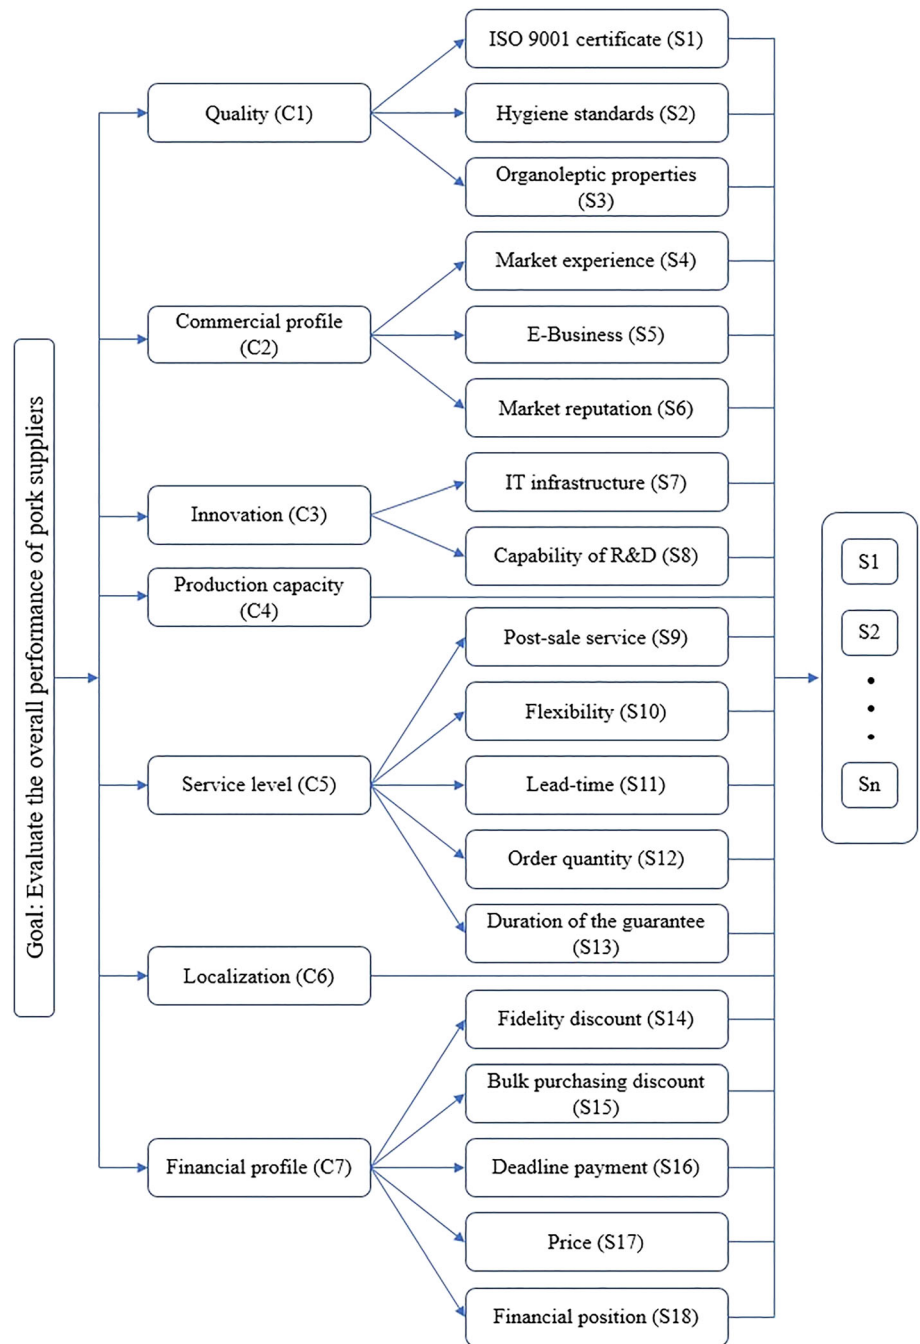 Goal: Evaluate the overall performance of pork suppliers
Quality (C1)
ISO 9001 certificate (S1)
Hygiene standards (S2)
Organoleptic properties
(S3)
Commercial profile
(C2)
Market experience (S4)
E-Business (S5)
Market reputation (S6)
Innovation (C3)
IT infrastructure (S7)
Capability of R&D (S8)
Production capacity
(C4)
Service level (C5)
Post-sale service (S9)
Flexibility (S10)
Lead-time (S11)
Order quantity (S12)
Duration of the guarantee
(S13)
Localization (C6)
Financial profile (C7)
Fidelity discount (S14)
Bulk purchasing discount
(S15)
Deadline payment (S16)
Price (S17)
Financial position (S18)
S1
S2
Sn